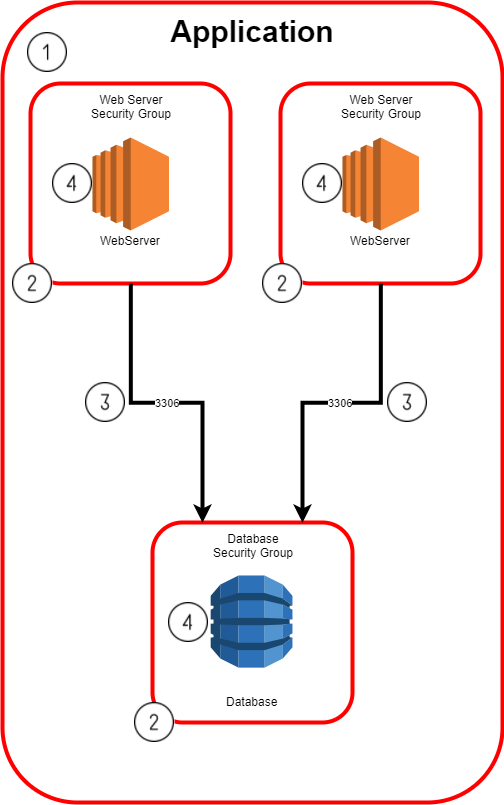 Application
1
Web Server
Security Group
4
WebServer
2
Web Server
Security Group
4
WebServer
2
3
3306
3306
3
Database
Security Group
4
Database
2